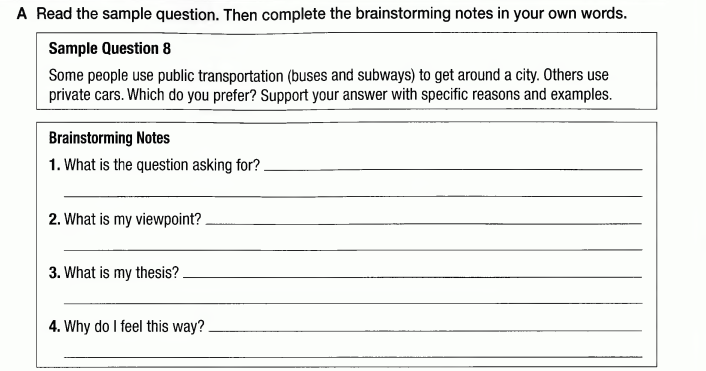 A Read the sample question. Then complete the brainstorming notes in your own words.
Sample Question 8
Some people use public transportation (buses and subways) to get around a city. Others use
private cars. Which do you prefer? Support your answer with specific reasons and examples.
Brainstorming Notes
1. What is the question asking for?
2. What is my viewpoint?
3. What is my thesis?
4. Why do I feel this way?